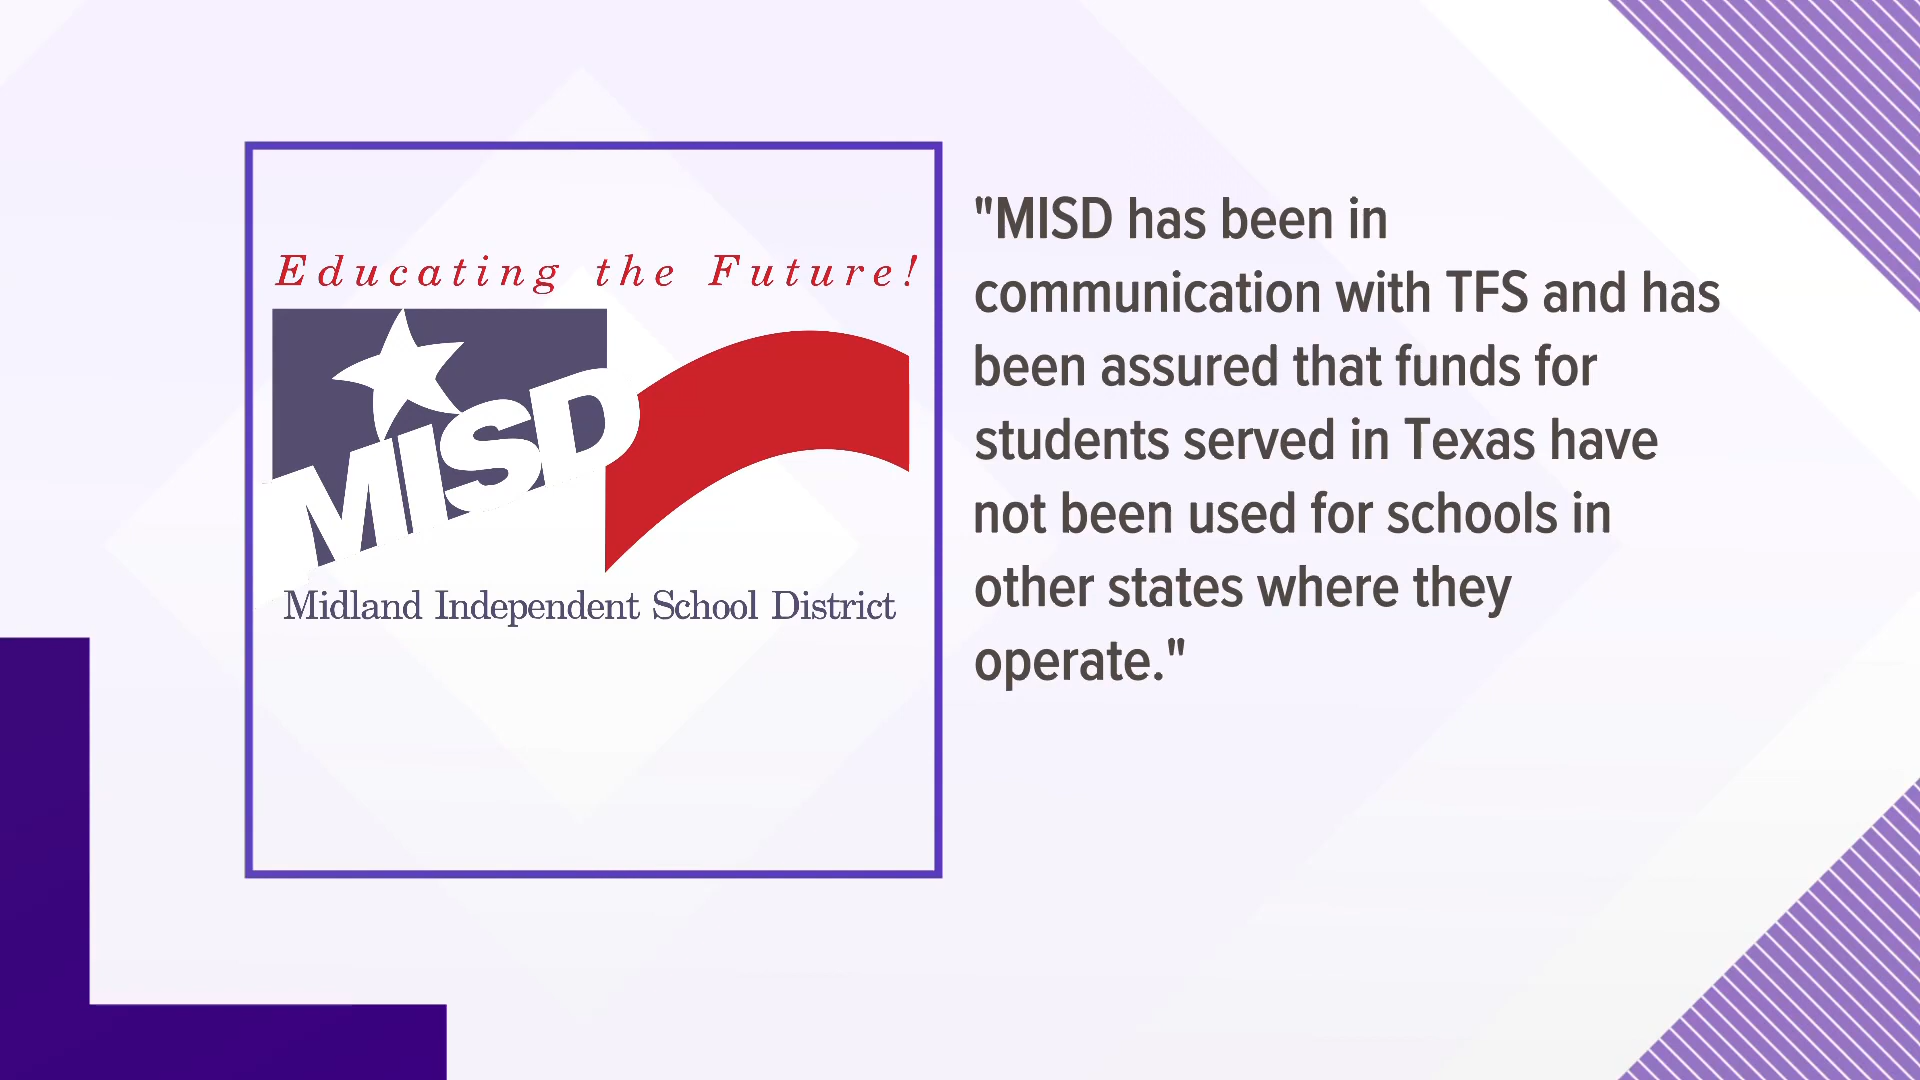 Educating the Future!
MISD
Midland Independent School District
"MISD has been in
communication with TFS and has
been assured that funds for
students served in Texas have
not been used for schools in
other states where they
operate."